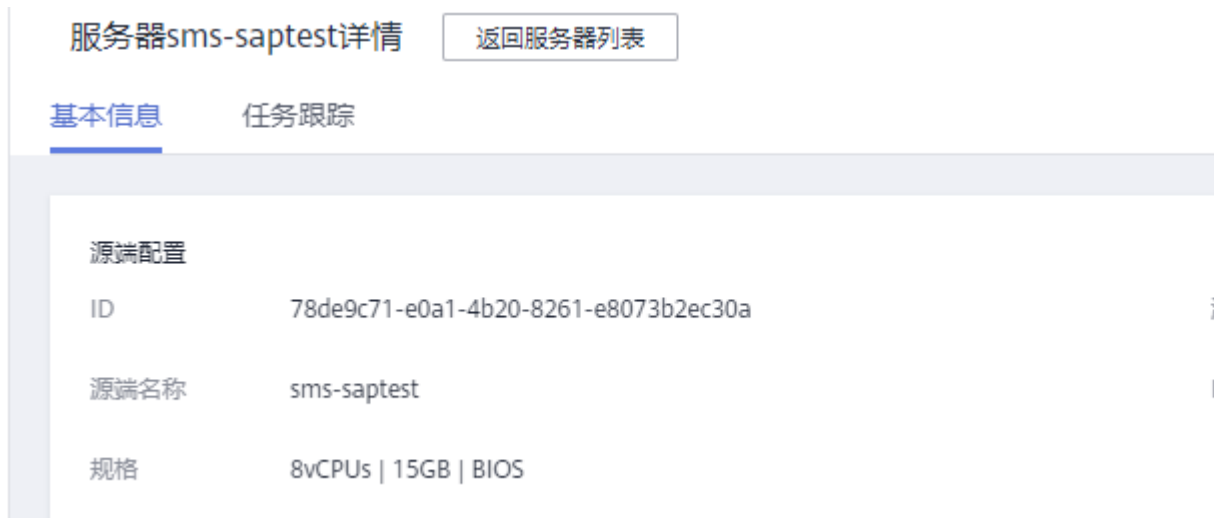 服务器sms-saptest详情 返回服务器列表
基本信息 任务跟踪
源端配置
ID 78de9c71-e0a1-4b20-8261-e8073b2ec30a
源端名称 sms-saptest
规格 8vCPUs | 15GB | BIOS